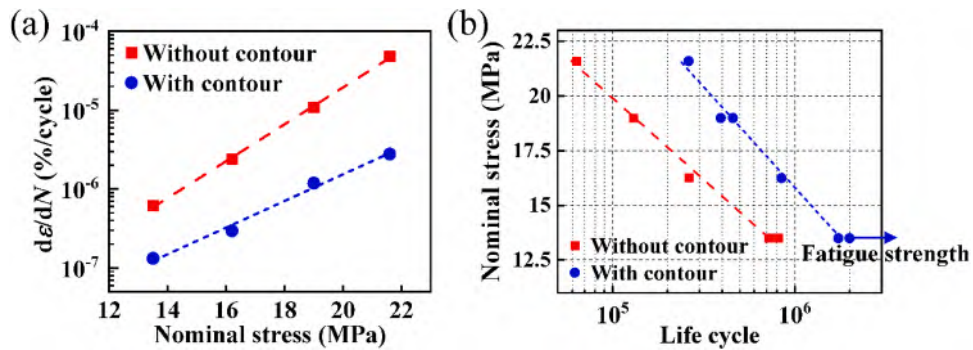 (a)
10⁻⁴
10⁻⁵
10⁻⁶
10⁻⁷
dε/dN (%/cycle)
Without contour
With contour
12 14 16 18 20 22
Nominal stress (MPa)
(b)
22.5
20
17.5
15
12.5
Nominal stress (MPa)
Without contour
With contour
Fatigue strength
10⁵ 10⁶
Life cycle